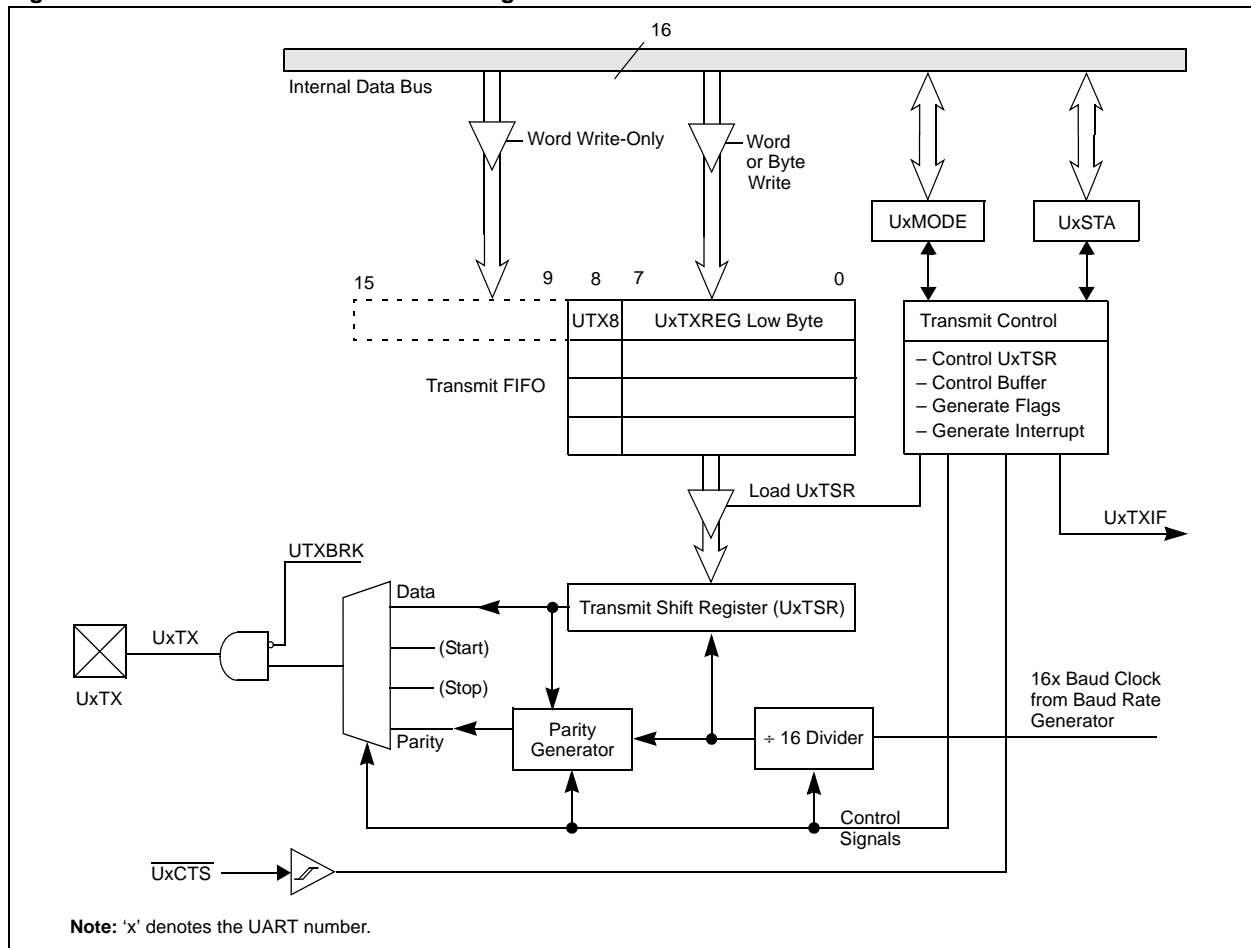 16
Internal Data Bus
Word Write-Only
Word
or Byte
Write
UxMODE
UxSTA
15
9
8
7
0
UTX8
UxTXREG Low Byte
Transmit Control
– Control UxTSR
– Control Buffer
– Generate Flags
– Generate Interrupt
Transmit FIFO
Load UxTSR
UxTXIF
UTXBRK
Data
Transmit Shift Register (UxTSR)
UxTX
(Start)
(Stop)
UxTX
16x Baud Clock
from Baud Rate
Generator
Parity
Parity
Generator
÷ 16 Divider
Control
Signals
UxCTS
Note: ‘x’ denotes the UART number.